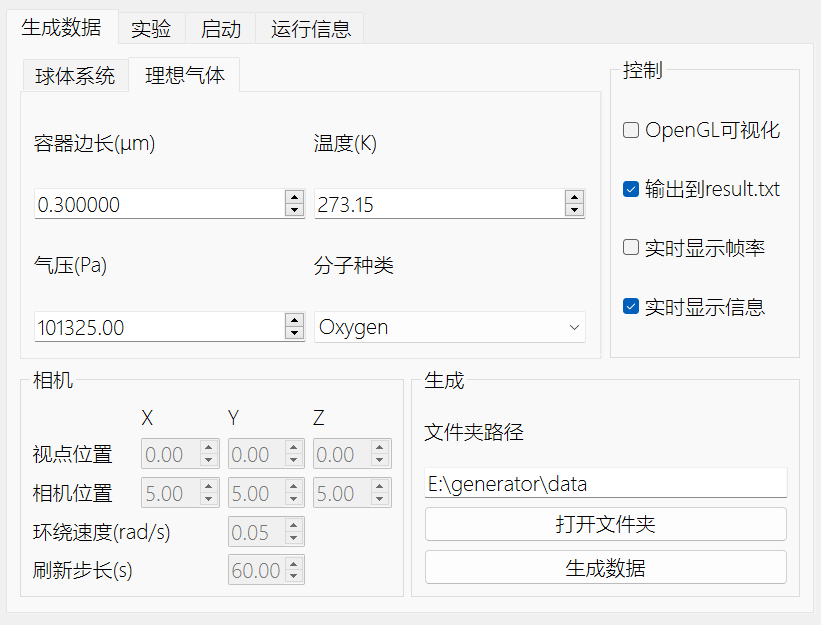 生成数据 实验 启动 运行信息
球体系统 理想气体
容器边长(μm) 温度(K)
0.300000 273.15
气压(Pa) 分子种类
101325.00 Oxygen
控制
OpenGL可视化
输出到result.txt
实时显示帧率
实时显示信息
相机
X Y Z
视点位置 0.00 0.00 0.00
相机位置 5.00 5.00 5.00
环绕速度(rad/s) 0.05
刷新步长(s) 60.00
生成
文件夹路径
E:\generator\data
打开文件夹
生成数据